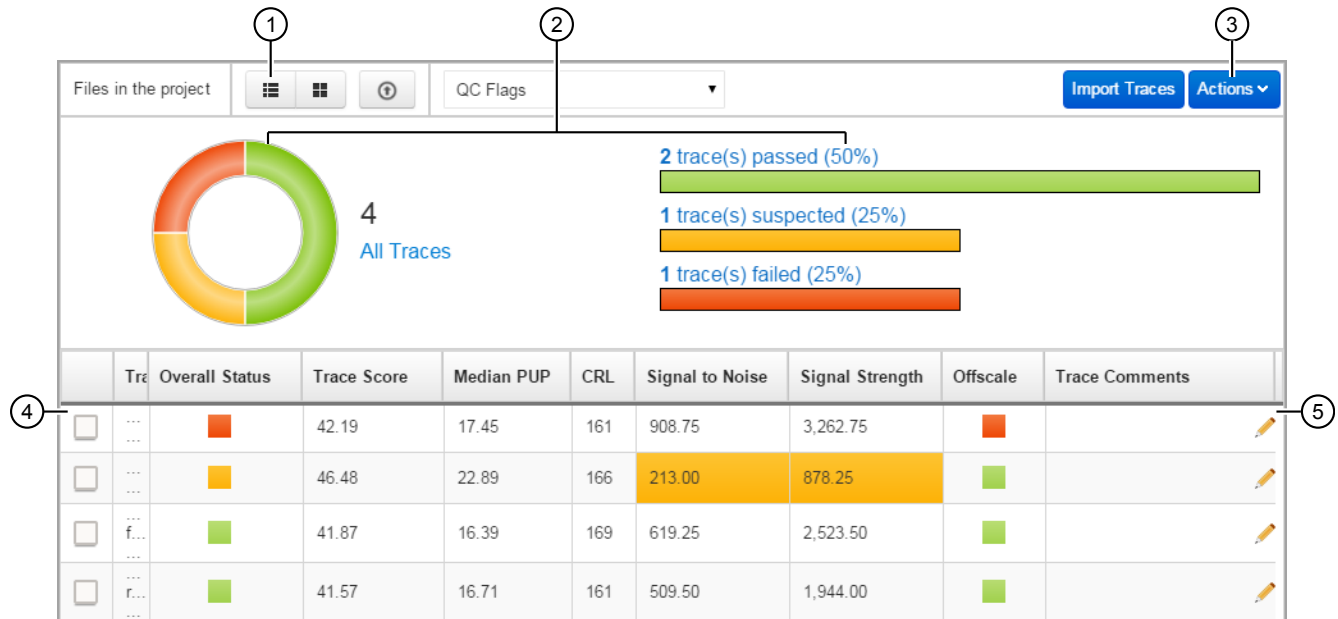 1 2 3
Files in the project QC Flags Import Traces Actions
2 trace(s) passed (50%)
4
All Traces
1 trace(s) suspected (25%)
1 trace(s) failed (25%)
Tra Overall Status Trace Score Median PUP CRL Signal to Noise Signal Strength Offscale Trace Comments
4 ... 42.19 17.45 161 908.75 3,262.75 5
...
... 46.48 22.89 166 213.00 878.25
...
...
f... 41.87 16.39 169 619.25 2,523.50
...
...
r... 41.57 16.71 161 509.50 1,944.00
...